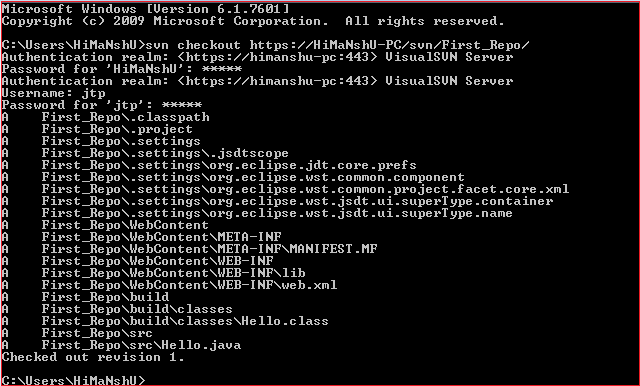 Microsoft Windows [Version 6.1.7601]
Copyright (c) 2009 Microsoft Corporation.  All rights reserved.
C:\Users\HiMaNshU>svn checkout https://HiMaNshU-PC/svn/First_Repo/
Authentication realm: <https://himanshu-pc:443> VisualSVN Server
Password for 'HiMaNshU': *****
Authentication realm: <https://himanshu-pc:443> VisualSVN Server
Username: jtp
Password for 'jtp': *****
A    First_Repo\.classpath
A    First_Repo\.project
A    First_Repo\.settings
A    First_Repo\.settings\.jsdtscope
A    First_Repo\.settings\org.eclipse.jdt.core.prefs
A    First_Repo\.settings\org.eclipse.wst.common.component
A    First_Repo\.settings\org.eclipse.wst.common.project.facet.core.xml
A    First_Repo\.settings\org.eclipse.wst.jsdt.ui.superType.container
A    First_Repo\.settings\org.eclipse.wst.jsdt.ui.superType.name
A    First_Repo\WebContent
A    First_Repo\WebContent\META-INF
A    First_Repo\WebContent\META-INF\MANIFEST.MF
A    First_Repo\WebContent\WEB-INF
A    First_Repo\WebContent\WEB-INF\lib
A    First_Repo\WebContent\WEB-INF\web.xml
A    First_Repo\build
A    First_Repo\build\classes
A    First_Repo\build\classes\Hello.class
A    First_Repo\src
A    First_Repo\src\Hello.java
Checked out revision 1.
C:\Users\HiMaNshU>